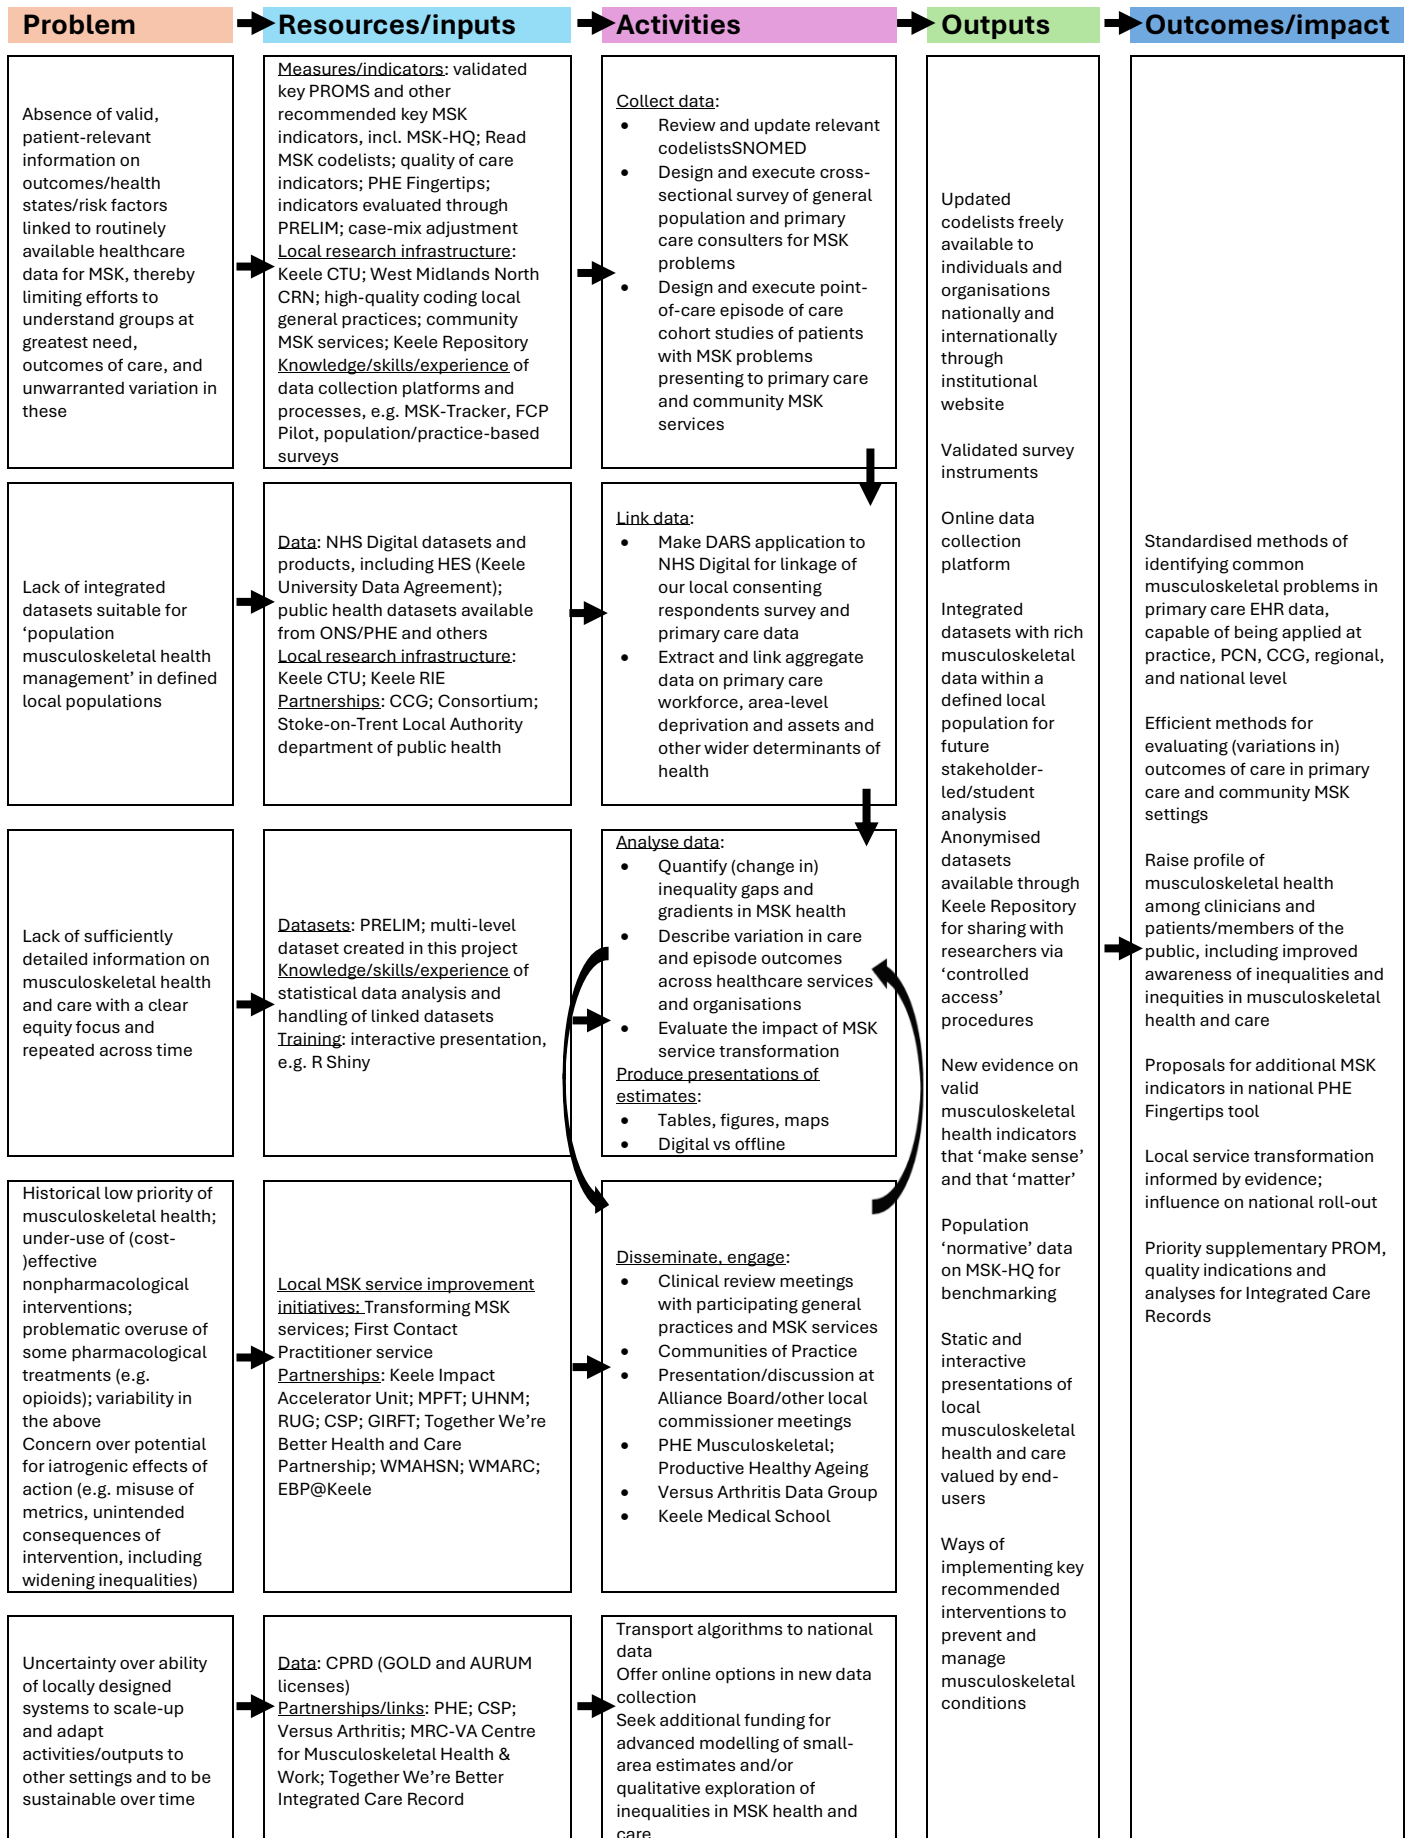 Problem
Resources/inputs
Activities
Outputs
Outcomes/impact
Absence of valid,
patient-relevant
information on
outcomes/health
states/risk factors
linked to routinely
available healthcare
data for MSK, thereby
limiting efforts to
understand groups at
greatest need,
outcomes of care, and
unwarranted variation in
these
Measures/indicators: validated
key PROMS and other
recommended key MSK
indicators, incl. MSK-HQ; Read
MSK codelists; quality of care
indicators; PHE Fingertips;
indicators evaluated through
PRELIM; case-mix adjustment
Local research infrastructure:
Keele CTU; West Midlands North
CRN; high-quality coding local
general practices; community
MSK services; Keele Repository
Knowledge/skills/experience of
data collection platforms and
processes, e.g. MSK-Tracker, FCP
Pilot, population/practice-based
surveys
Collect data:
• Review and update relevant
codelistsSNOMED
• Design and execute cross-
sectional survey of general
population and primary
care consulters for MSK
problems
• Design and execute point-
of-care episode of care
cohort studies of patients
with MSK problems
presenting to primary care
and community MSK
services
Lack of integrated
datasets suitable for
‘population
musculoskeletal health
management’ in defined
local populations
Data: NHS Digital datasets and
products, including HES (Keele
University Data Agreement);
public health datasets available
from ONS/PHE and others
Local research infrastructure:
Keele CTU; Keele RIE
Partnerships: CCG; Consortium;
Stoke-on-Trent Local Authority
department of public health
Link data:
• Make DARS application to
NHS Digital for linkage of
our local consenting
respondents survey and
primary care data
• Extract and link aggregate
data on primary care
workforce, area-level
deprivation and assets and
other wider determinants of
health
Lack of sufficiently
detailed information on
musculoskeletal health
and care with a clear
equity focus and
repeated across time
Datasets: PRELIM; multi-level
dataset created in this project
Knowledge/skills/experience of
statistical data analysis and
handling of linked datasets
Training: interactive presentation,
e.g. R Shiny
Analyse data:
• Quantify (change in)
inequality gaps and
gradients in MSK health
• Describe variation in care
and episode outcomes
across healthcare services
and organisations
• Evaluate the impact of MSK
service transformation
Produce presentations of
estimates:
• Tables, figures, maps
• Digital vs offline
Historical low priority of
musculoskeletal health;
under-use of (cost-
)effective
nonpharmacological
interventions;
problematic overuse of
some pharmacological
treatments (e.g.
opioids); variability in
the above
Concern over potential
for iatrogenic effects of
action (e.g. misuse of
metrics, unintended
consequences of
intervention, including
widening inequalities)
Local MSK service improvement
initiatives: Transforming MSK
services; First Contact
Practitioner service
Partnerships: Keele Impact
Accelerator Unit; MPFT; UHNM;
RUG; CSP; GIRFT; Together We’re
Better Health and Care
Partnership; WMAHSN; WMARC;
EBP@Keele
Disseminate, engage:
• Clinical review meetings
with participating general
practices and MSK services
• Communities of Practice
• Presentation/discussion at
Alliance Board/other local
commissioner meetings
• PHE Musculoskeletal;
Productive Healthy Ageing
• Versus Arthritis Data Group
• Keele Medical School
Uncertainty over ability
of locally designed
systems to scale-up
and adapt
activities/outputs to
other settings and to be
sustainable over time
Data: CPRD (GOLD and AURUM
licenses)
Partnerships/links: PHE; CSP;
Versus Arthritis; MRC-VA Centre
for Musculoskeletal Health &
Work; Together We’re Better
Integrated Care Record
Transport algorithms to national
data
Offer online options in new data
collection
Seek additional funding for
advanced modelling of small-
area estimates and/or
qualitative exploration of
inequalities in MSK health and
care
Updated
codelists freely
available to
individuals and
organisations
nationally and
internationally
through
institutional
website
Validated survey
instruments
Online data
collection
platform
Integrated
datasets with rich
musculoskeletal
data within a
defined local
population for
future
stakeholder-
led/student
analysis
Anonymised
datasets
available through
Keele Repository
for sharing with
researchers via
‘controlled
access’
procedures
New evidence on
valid
musculoskeletal
health indicators
that ‘make sense’
and that ‘matter’
Population
‘normative’ data
on MSK-HQ for
benchmarking
Static and
interactive
presentations of
local
musculoskeletal
health and care
valued by end-
users
Ways of
implementing key
recommended
interventions to
prevent and
manage
musculoskeletal
conditions
Standardised methods of
identifying common
musculoskeletal problems in
primary care EHR data,
capable of being applied at
practice, PCN, CCG, regional,
and national level
Efficient methods for
evaluating (variations in)
outcomes of care in primary
care and community MSK
settings
Raise profile of
musculoskeletal health
among clinicians and
patients/members of the
public, including improved
awareness of inequalities and
inequities in musculoskeletal
health and care
Proposals for additional MSK
indicators in national PHE
Fingertips tool
Local service transformation
informed by evidence;
influence on national roll-out
Priority supplementary PROM,
quality indications and
analyses for Integrated Care
Records